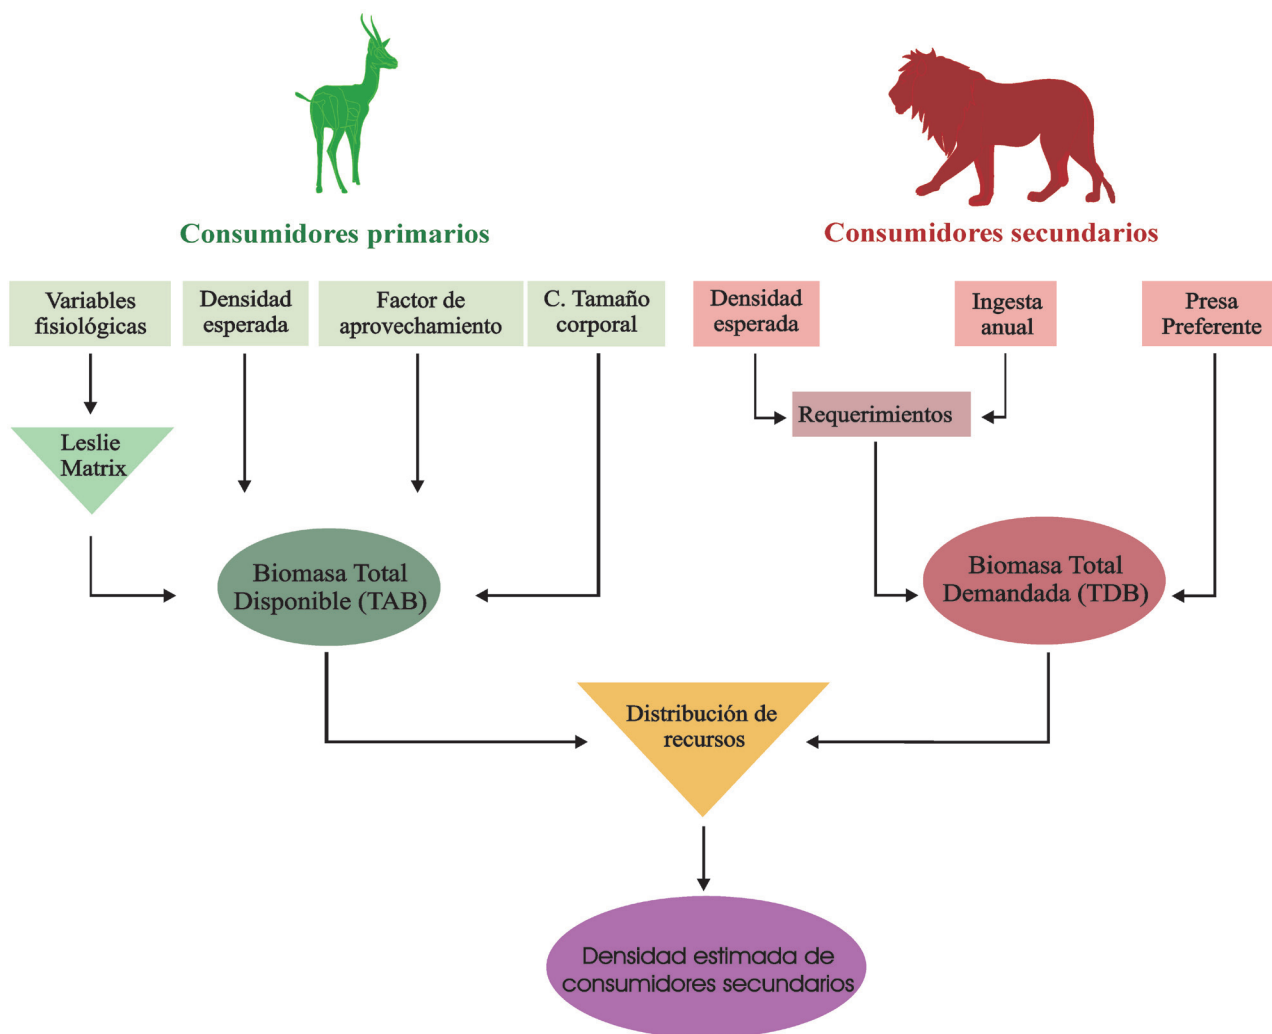 Consumidores primarios
Consumidores secundarios
Variables
fisiológicas
Densidad
esperada
Factor de
aprovechamiento
C. Tamaño
corporal
Densidad
esperada
Ingesta
anual
Presa
Preferente
Requerimientos
Leslie
Matrix
Biomasa Total
Disponible (TAB)
Biomasa Total
Demandada (TDB)
Distribución de
recursos
Densidad estimada de
consumidores secundarios